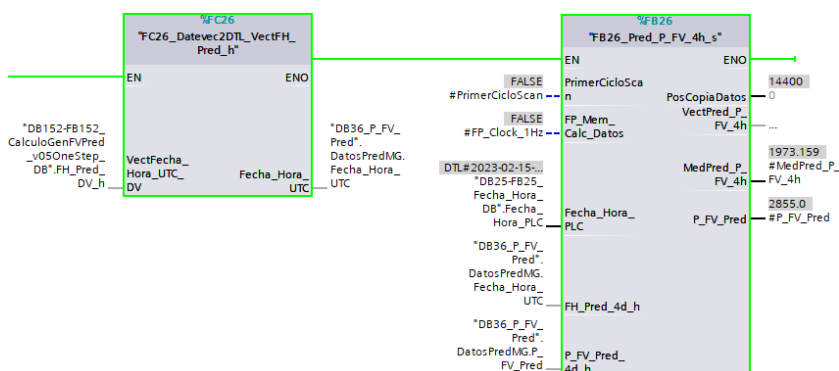 %FC26
"FC26_Datevec2DTL_VectFH_
Pred_h"
EN
ENO
"DB152-FB152_
CalculoGenFVPred
_v05OneStep_
DB".FH_Pred_
DV_h
VectFecha_
Hora_UTC_
DV
Fecha_Hora_
UTC
"DB36_P_FV_
Pred".
DatosPredMG.
Fecha_Hora_
UTC
%FB26
"FB26_Pred_P_FV_4h_s"
EN
ENO
FALSE
#PrimerCicloScan
PrimerCicloSca
n
FALSE
#FP_Clock_1Hz
FP_Mem_
Calc_Datos
DTL#2023-02-15-...
"DB25-FB25_
Fecha_Hora_
DB".Fecha_
Hora_PLC
Fecha_Hora_
PLC
"DB36_P_FV_
Pred".
DatosPredMG.
Fecha_Hora_
UTC
FH_Pred_4d_h
"DB36_P_FV_
Pred".
DatosPredMG.P_
FV_Pred
P_FV_Pred_
4d_h
PosCopiaDatos
14400
0
VectPred_P_
FV_4h
...
MedPred_P_
FV_4h
1973.159
#MedPred_P_
FV_4h
P_FV_Pred
2855.0
#P_FV_Pred